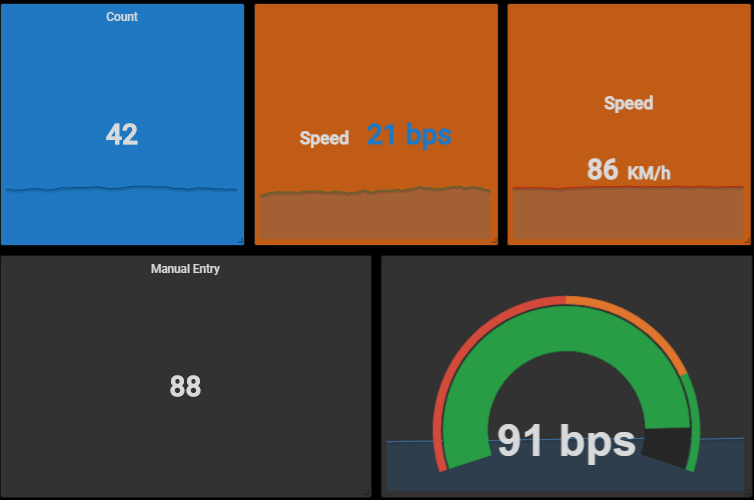 Count
42
Speed 21 bps
Speed
86 KM/h
Manual Entry
88
91 bps